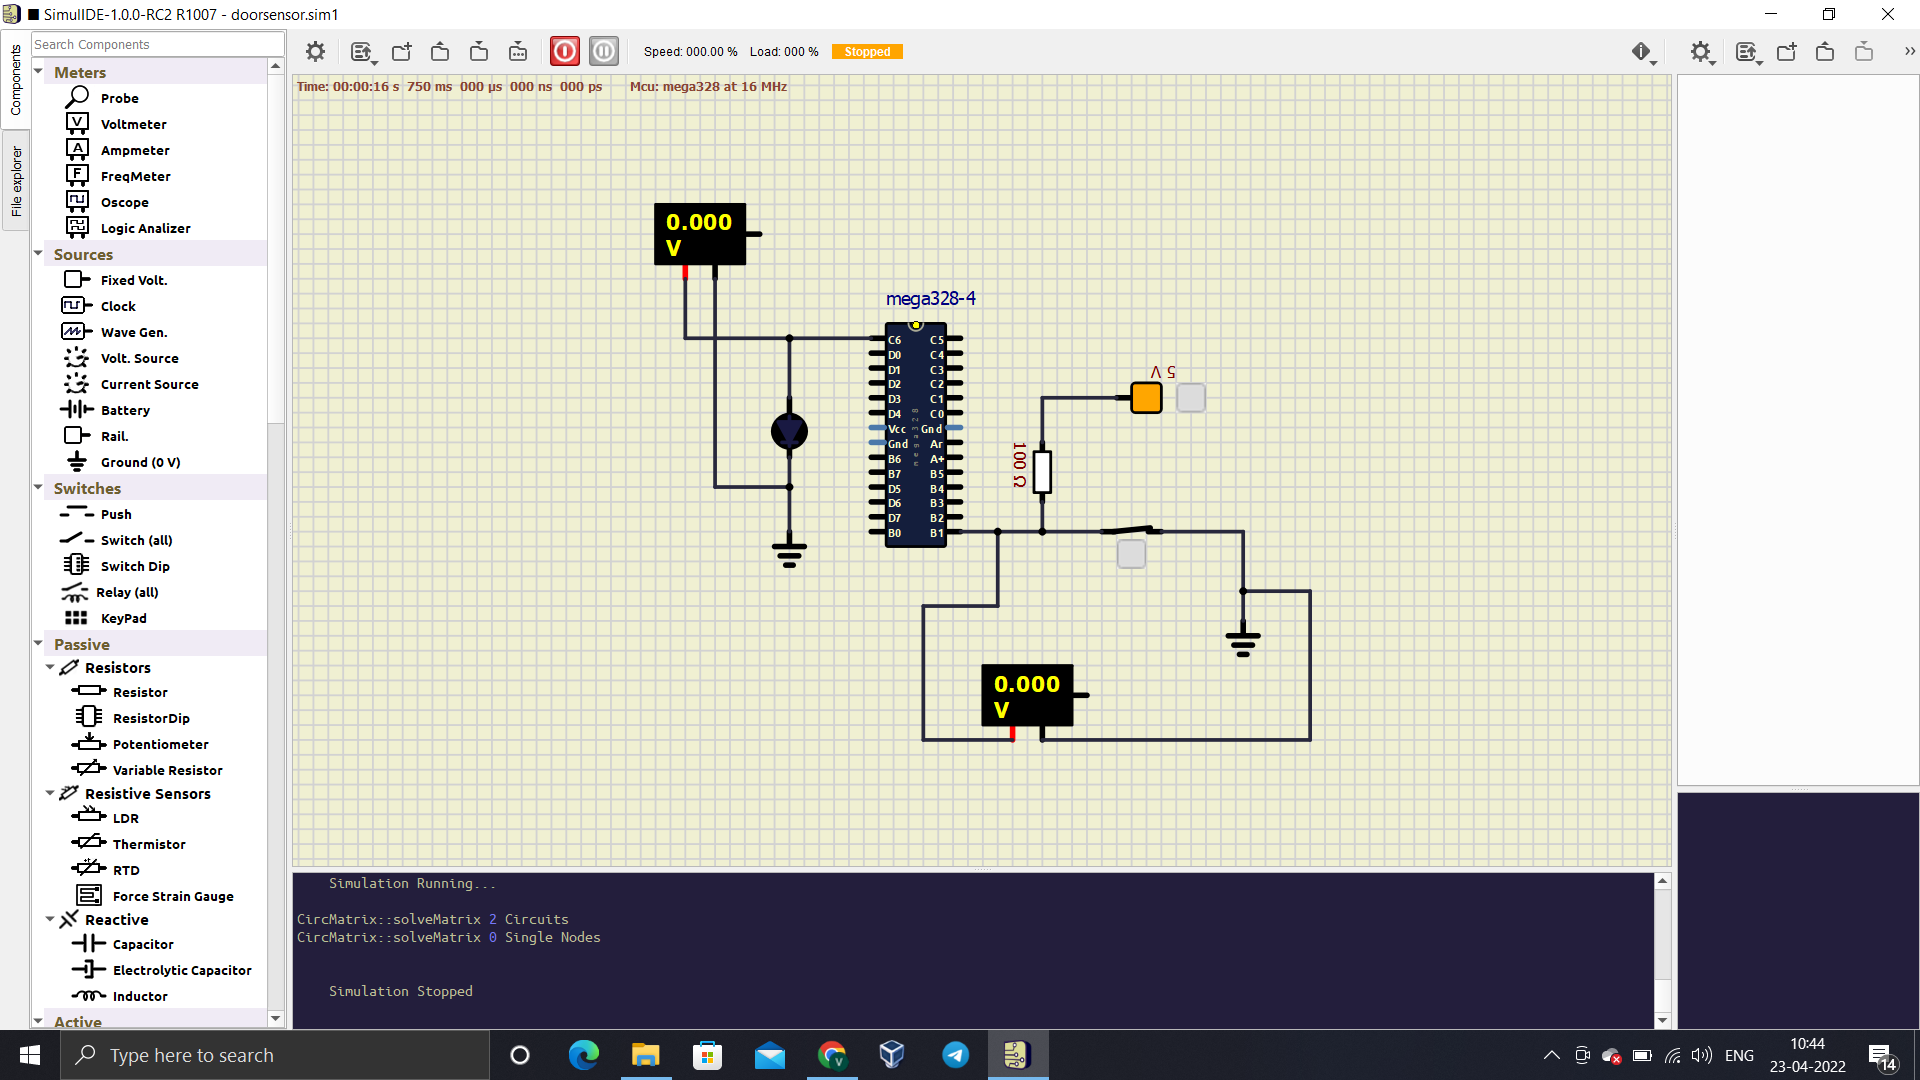 SimulIDE-1.0.0-RC2 R1007 - doorsensor.sim1
Components
File explorer
Search Components
Meters
Probe
Voltmeter
Ampmeter
FreqMeter
Oscope
Logic Analizer
Sources
Fixed Volt.
Clock
Wave Gen.
Volt. Source
Current Source
Battery
Rail.
Ground (0 V)
Switches
Push
Switch (all)
Switch Dip
Relay (all)
KeyPad
Passive
Resistors
Resistor
ResistorDip
Potentiometer
Variable Resistor
Resistive Sensors
LDR
Thermistor
RTD
Force Strain Gauge
Reactive
Capacitor
Electrolytic Capacitor
Inductor
Active
Speed: 000.00 % Load: 000 % Stopped
Time: 00:00:16 s 750 ms 000 µs 000 ns 000 ps Mcu: mega328 at 16 MHz
0.000
V
mega328-4
C6 C5
D0 C4
D1 C3
D2 C2
D3 C1
D4 C0
Vcc Gnd
Gnd Ar
B6 A+
B7 B5
D5 B4
D6 B3
D7 B2
B0 B1
mega328
5 V
100 Ω
0.000
V
Simulation Running...
CircMatrix::solveMatrix 2 Circuits
CircMatrix::solveMatrix 0 Single Nodes
Simulation Stopped
Type here to search
V
ENG
10:44
23-04-2022
14